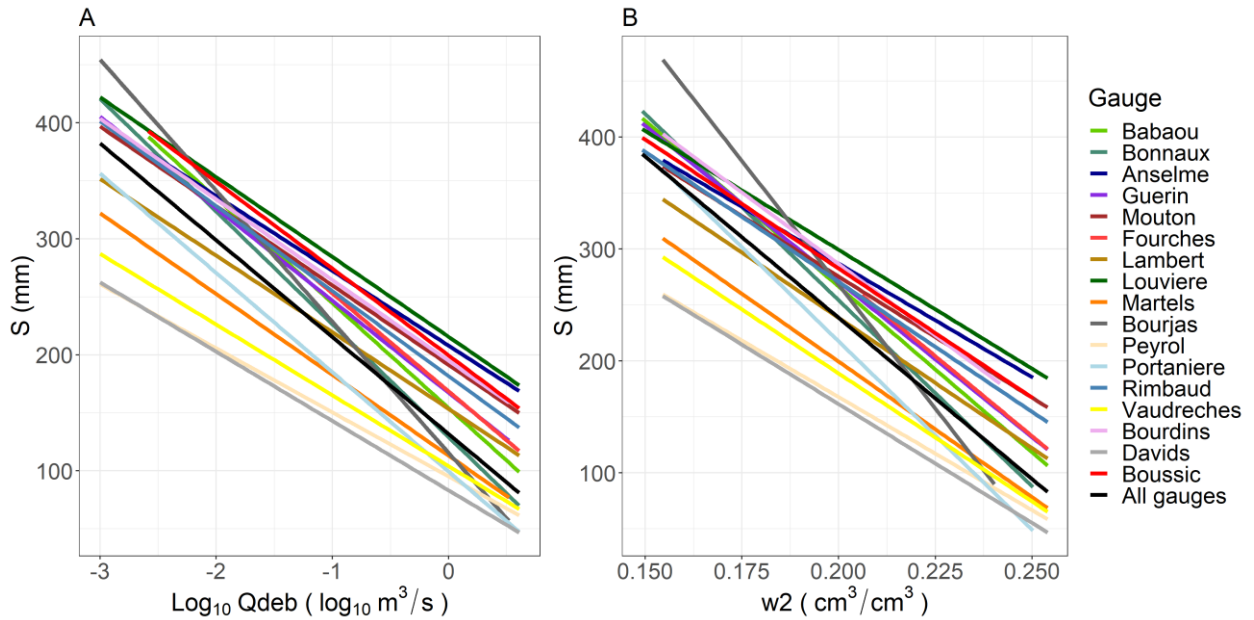 A
S (mm)
400
300
200
100
-3 -2 -1 0
Log₁₀ Qdeb ( log₁₀ m³/s )
B
S (mm)
400
300
200
100
0.150 0.175 0.200 0.225 0.250
w2 ( cm³/cm³ )
Gauge
Babaou
Bonnaux
Anselme
Guerin
Mouton
Fourches
Lambert
Louviere
Martels
Bourjas
Peyrol
Portaniere
Rimbaud
Vaudreches
Bourdins
Davids
Boussic
All gauges